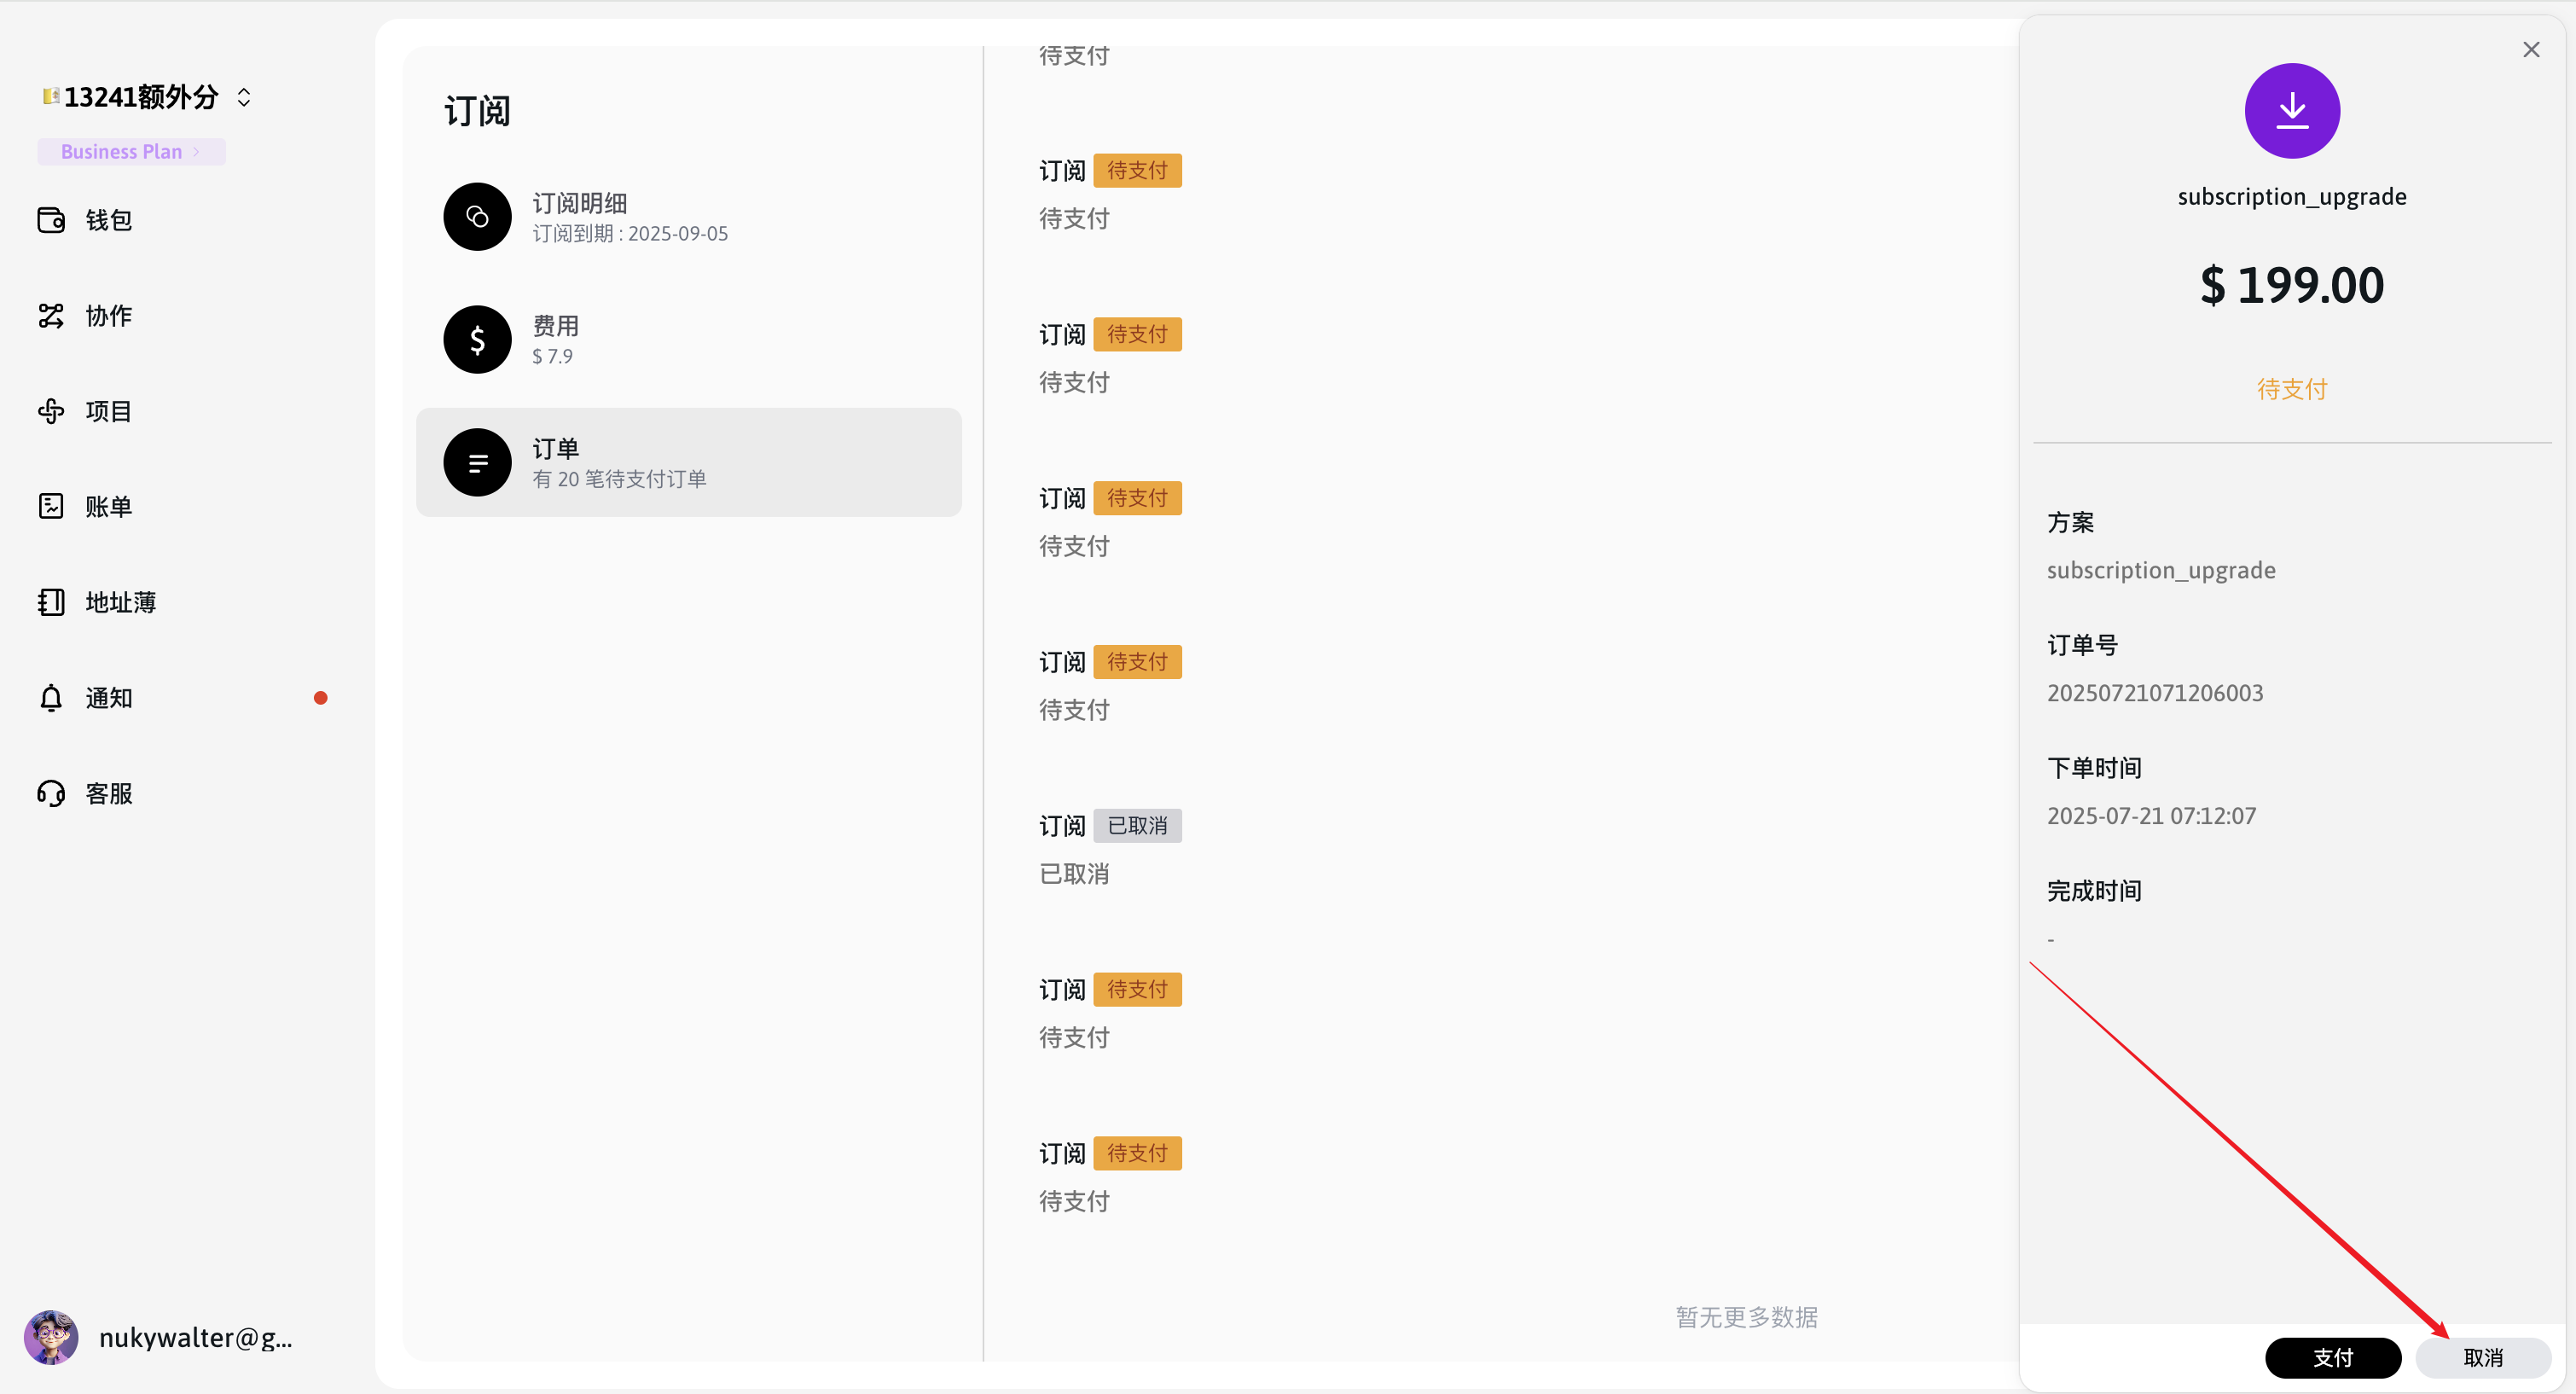 13241额外分
Business Plan
钱包
协作
项目
账单
地址薄
通知
客服
nukywalter@g...
订阅
订阅明细
订阅到期 : 2025-09-05
费用
$ 7.9
订单
有 20 笔待支付订单
待支付
订阅 待支付
待支付
订阅 待支付
待支付
订阅 待支付
待支付
订阅 待支付
待支付
订阅 已取消
已取消
订阅 待支付
待支付
订阅 待支付
待支付
暂无更多数据
subscription_upgrade
$ 199.00
待支付
方案
subscription_upgrade
订单号
20250721071206003
下单时间
2025-07-21 07:12:07
完成时间
-
支付 取消